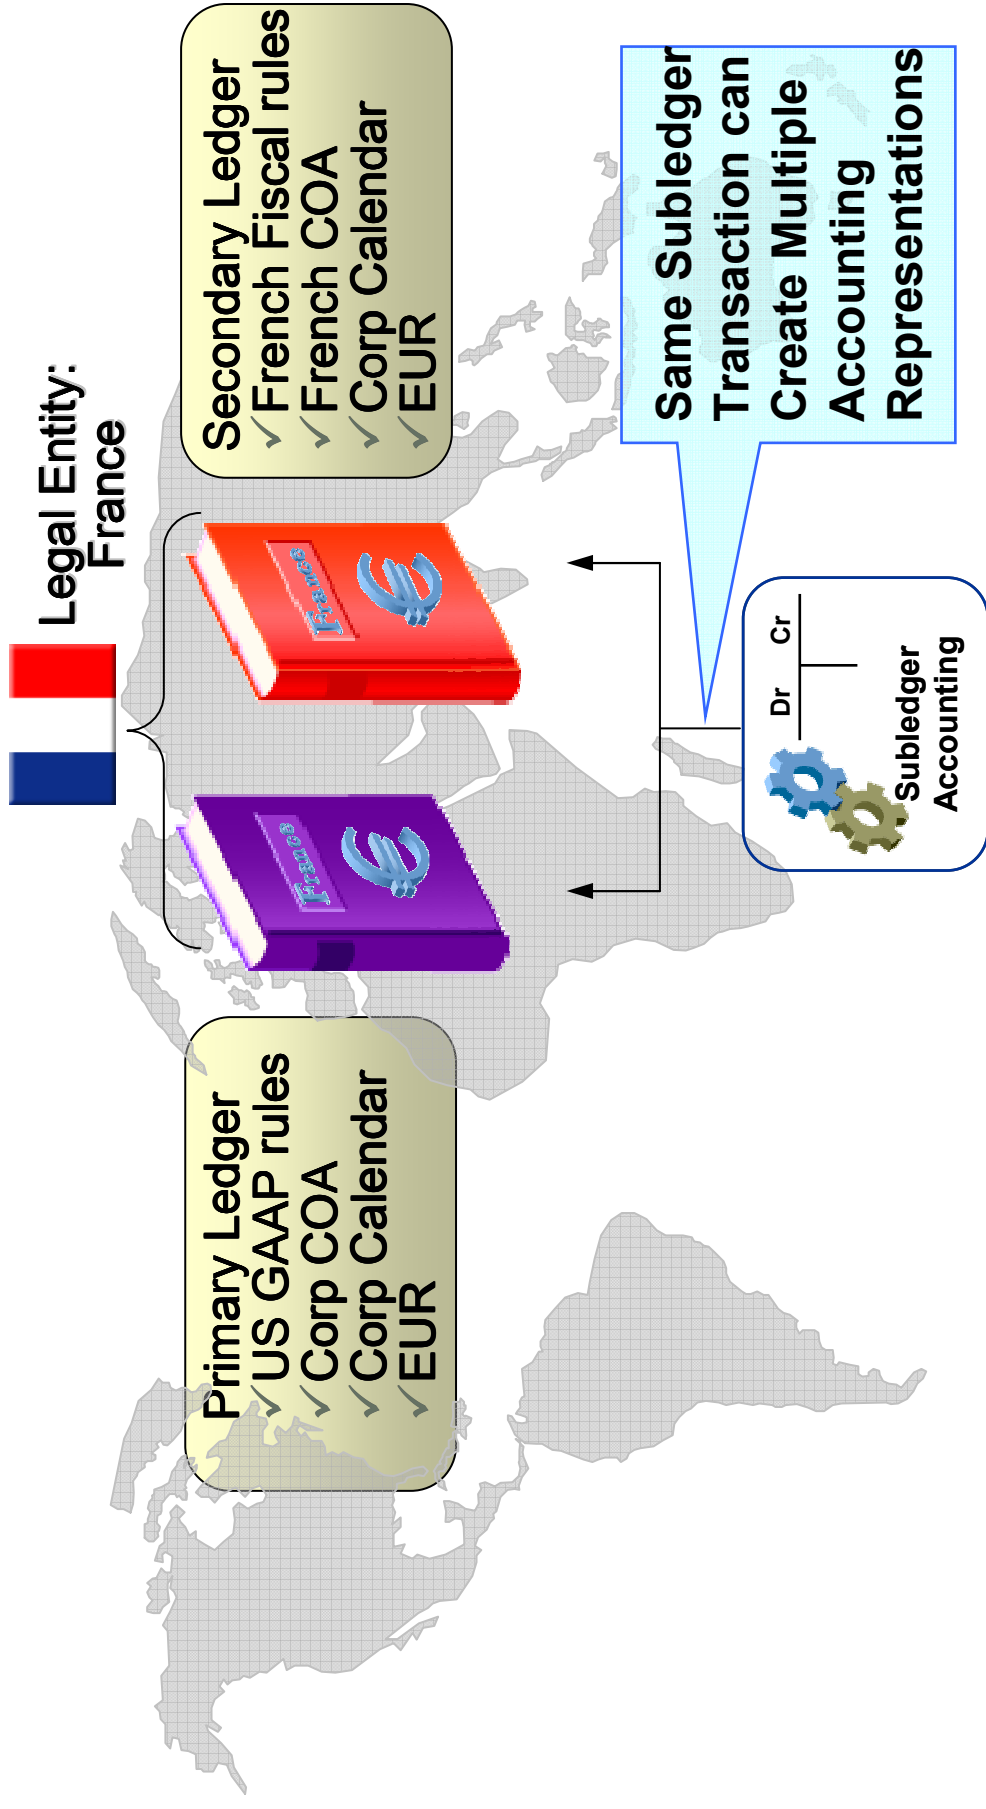 Legal Entity:
France
Primary Ledger
✓ US GAAP rules
✓ Corp COA
✓ Corp Calendar
✓ EUR
France
€
France
€
Secondary Ledger
✓ French Fiscal rules
✓ French COA
✓ Corp Calendar
✓ EUR
Dr Cr
Subledger
Accounting
Same Subledger
Transaction can
Create Multiple
Accounting
Representations